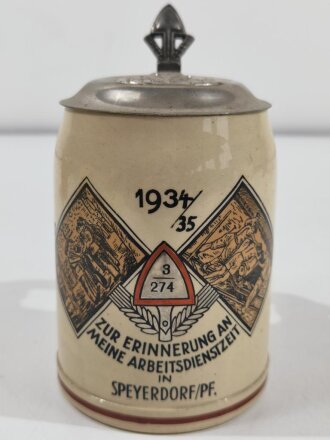 1934/35
3
274
ZUR ERINNERUNG AN
MEINE ARBEITSDIENSTZEIT
IN
SPEYERDORF/PF.